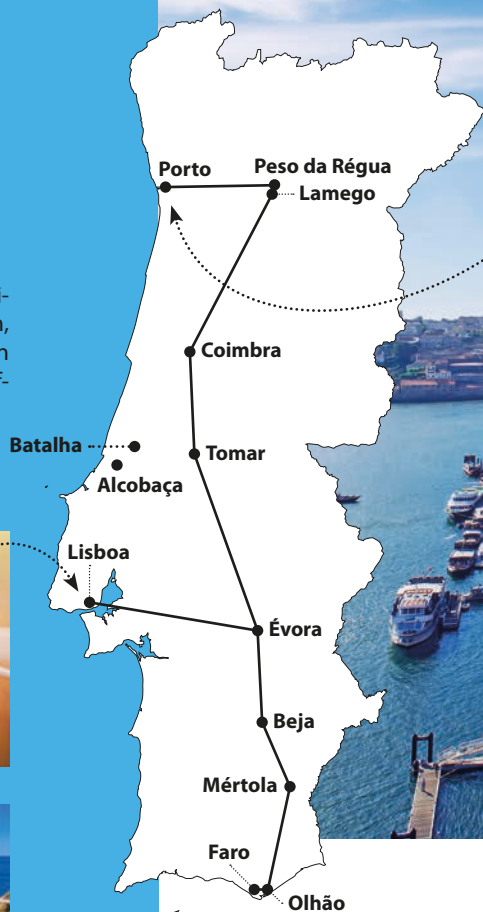 Porto
Peso da Régua
Lamego
Coimbra
Batalha
Tomar
Alcobaça
Lisboa
Évora
Beja
Mértola
Faro
Olhão